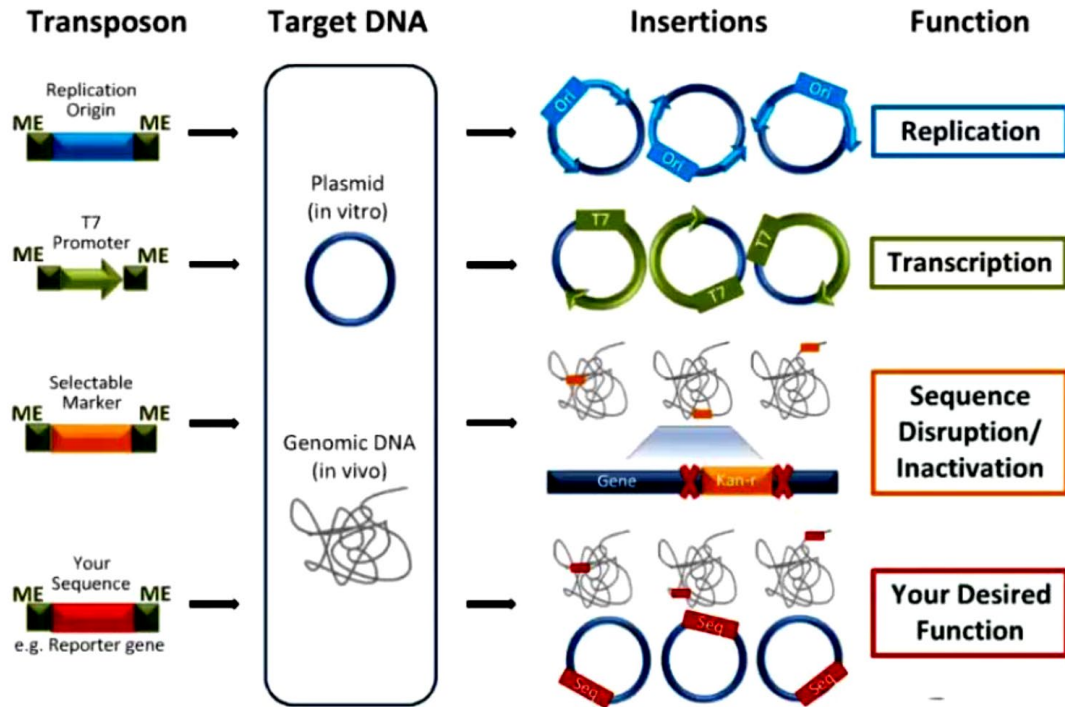 Transposon
Target DNA
Insertions
Function
Replication
Origin
ME
ME
Ori
Ori
Ori
Replication
Plasmid
(in vitro)
T7
Promoter
ME
ME
T7
T7
T7
Transcription
Selectable
Marker
ME
ME
Genomic DNA
(in vivo)
Gene
Kan-r
Sequence
Disruption/
Inactivation
Your
Sequence
ME
ME
e.g. Reporter gene
Seq
Seq
Seq
Your Desired
Function